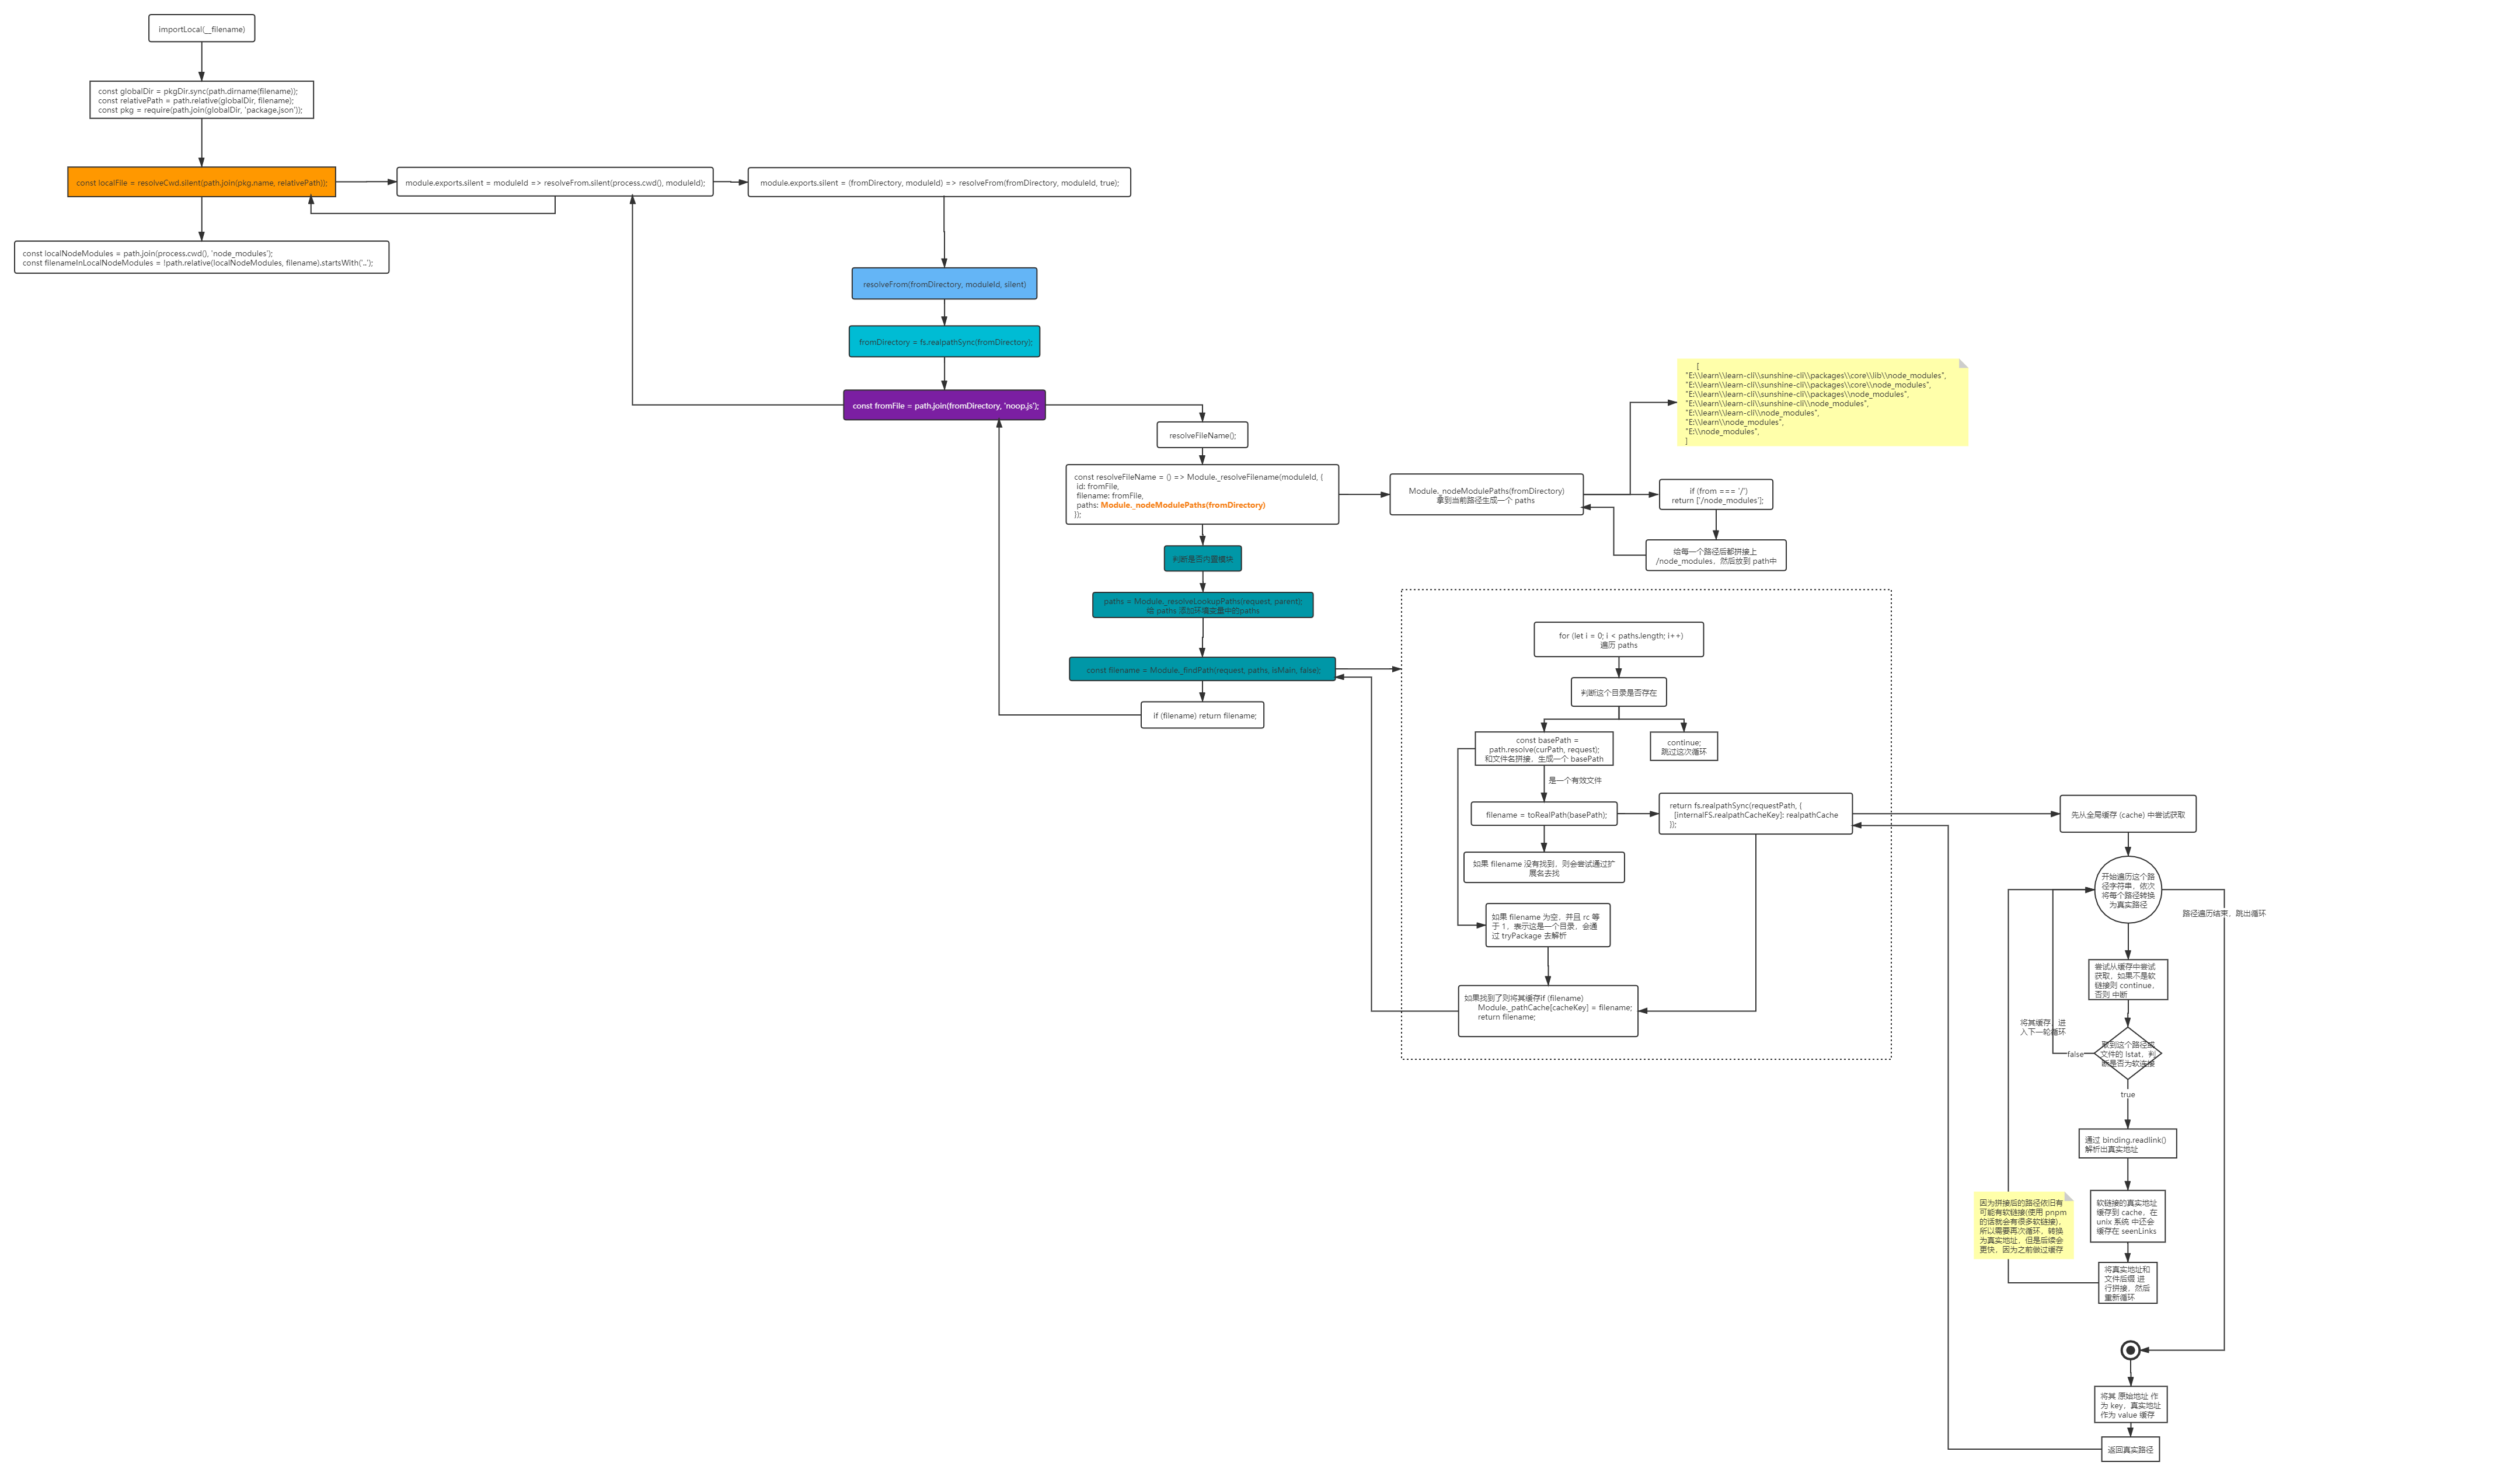 importLocal(__filename)
const globalDir = pkgDir.sync(path.dirname(filename));
const relativePath = path.relative(globalDir, filename);
const pkg = require(path.join(globalDir, 'package.json'));
const localFile = resolveCwd.silent(path.join(pkg.name, relativePath));
module.exports.silent = moduleId => resolveFrom.silent(process.cwd(), moduleId);
module.exports.silent = (fromDirectory, moduleId) => resolveFrom(fromDirectory, moduleId, true);
const localNodeModules = path.join(process.cwd(), 'node_modules');
const filenameInLocalNodeModules = !path.relative(localNodeModules, filename).startsWith('..');
resolveFrom(fromDirectory, moduleId, silent)
fromDirectory = fs.realpathSync(fromDirectory);
const fromFile = path.join(fromDirectory, 'noop.js');
resolveFileName();
const resolveFileName = () => Module._resolveFilename(moduleId, {
id: fromFile,
filename: fromFile,
paths: Module._nodeModulePaths(fromDirectory)
});
Module._nodeModulePaths(fromDirectory)
拿到当前路径生成一个 paths
[
"E:\\learn\\learn-cli\\sunshine-cli\\packages\\core\\lib\\node_modules",
"E:\\learn\\learn-cli\\sunshine-cli\\packages\\core\\node_modules",
"E:\\learn\\learn-cli\\sunshine-cli\\packages\\node_modules",
"E:\\learn\\learn-cli\\sunshine-cli\\node_modules",
"E:\\learn\\learn-cli\\node_modules",
"E:\\learn\\node_modules",
"E:\\node_modules",
]
if (from === '/')
return ['/node_modules'];
给每一个路径后都拼接上
/node_modules，然后放到 path中
判断是否内置模块
paths = Module._resolveLookupPaths(request, parent);
给 paths 添加环境变量中的paths
const filename = Module._findPath(request, paths, isMain, false);
if (filename) return filename;
for (let i = 0; i < paths.length; i++)
遍历 paths
判断这个目录是否存在
const basePath =
path.resolve(curPath, request);
和文件名拼接，生成一个 basePath
continue;
跳过这次循环
是一个有效文件
filename = toRealPath(basePath);
return fs.realpathSync(requestPath, {
[internalFS.realpathCacheKey]: realpathCache
});
如果 filename 没有找到，则会尝试通过扩
展名去找
如果 filename 为空，并且 rc 等
于 1，表示这是一个目录，会通
过 tryPackage 去解析
如果找到了则将其缓存if (filename)
Module._pathCache[cacheKey] = filename;
return filename;
先从全局缓存 (cache) 中尝试获取
开始遍历这个路
径字符串，依次
将每个路径转换
为真实路径
路径遍历结束，跳出循环
尝试从缓存中尝试
获取，如果不是软
链接则 continue，
否则 中断
将其缓存，进
入下一轮循环
取到这个路径或
文件的 lstat，判
断是否为软连接
false
true
通过 binding.readlink()
解析出真实地址
软链接的真实地址
缓存到 cache，在
unix 系统 中还会
缓存在 seenLinks
因为拼接后的路径依旧有
可能有软链接(使用 pnpm
的话就会有很多软链接)，
所以需要再次循环，转换
为真实地址，但是后续会
更快，因为之前做过缓存
将真实地址和
文件后缀 进
行拼接，然后
重新循环
将其 原始地址 作
为 key，真实地址
作为 value 缓存
返回真实路径